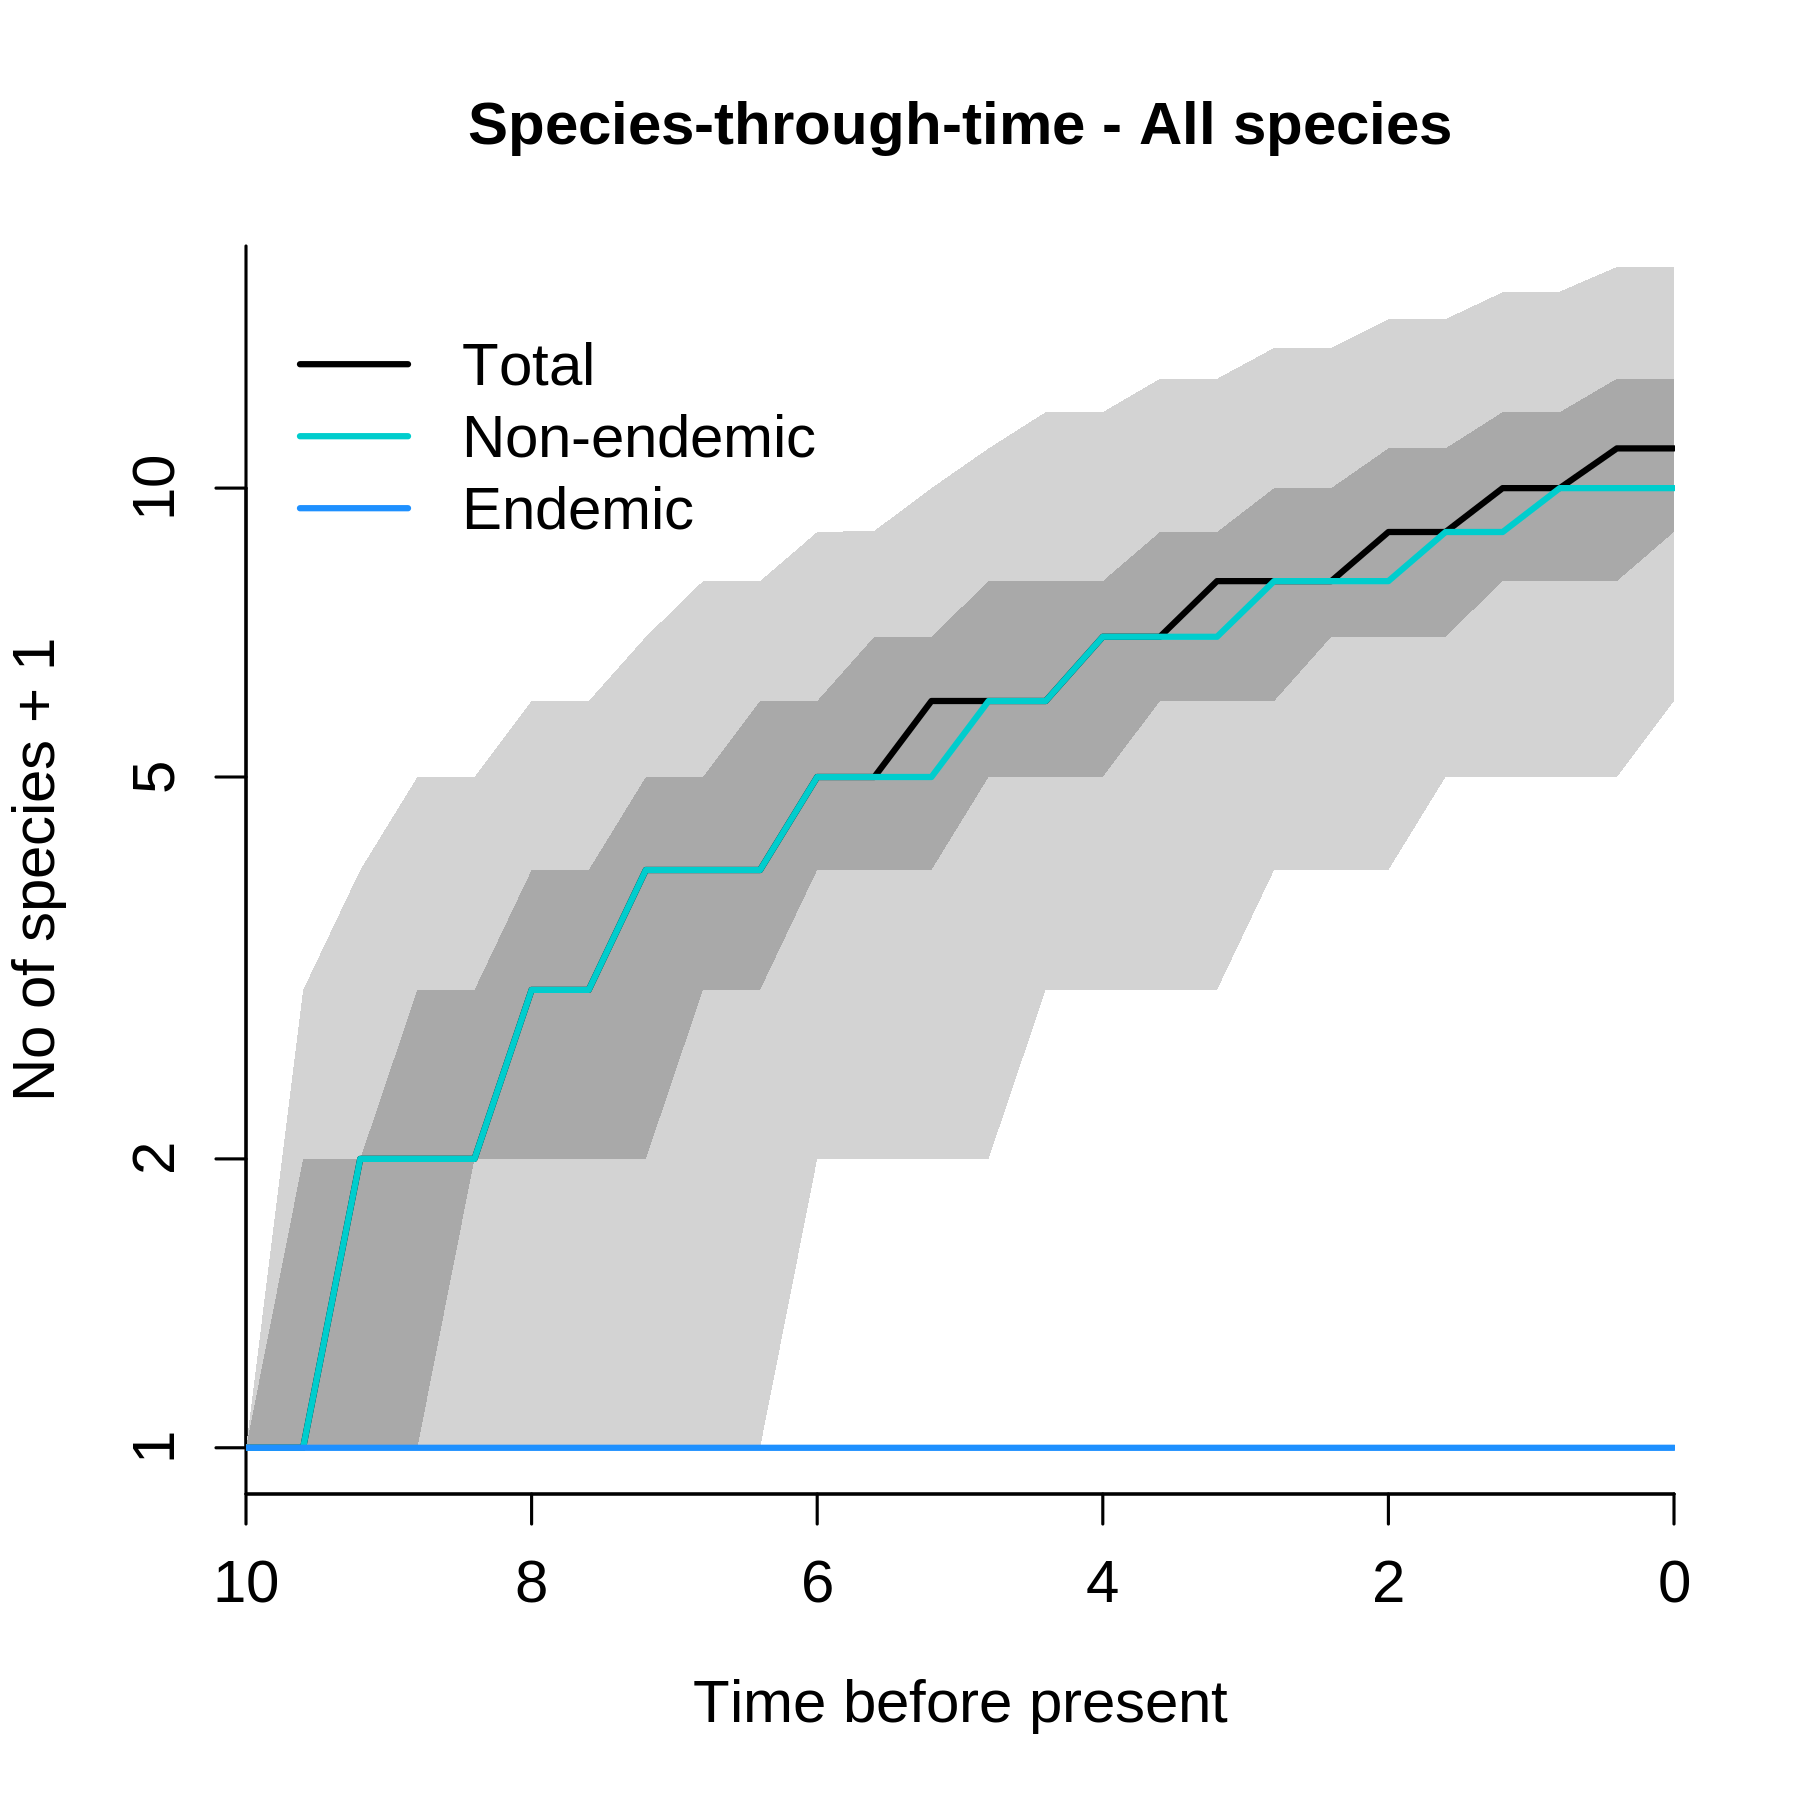 Species-through-time - All species
Total
Non-endemic
Endemic
No of species + 1
10
5
2
1
10 8 6 4 2 0
Time before present